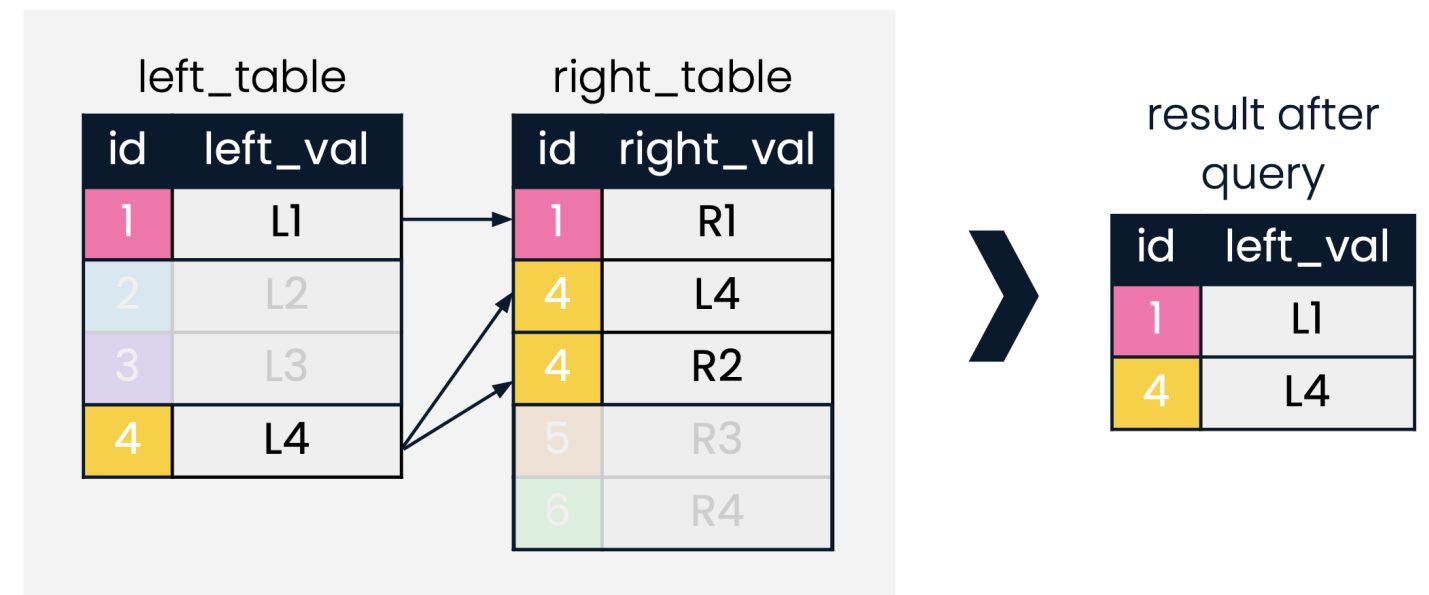 left_table
id left_val
1 L1
2 L2
3 L3
4 L4
right_table
id right_val
1 R1
4 L4
4 R2
5 R3
6 R4
result after
query
id left_val
1 L1
4 L4